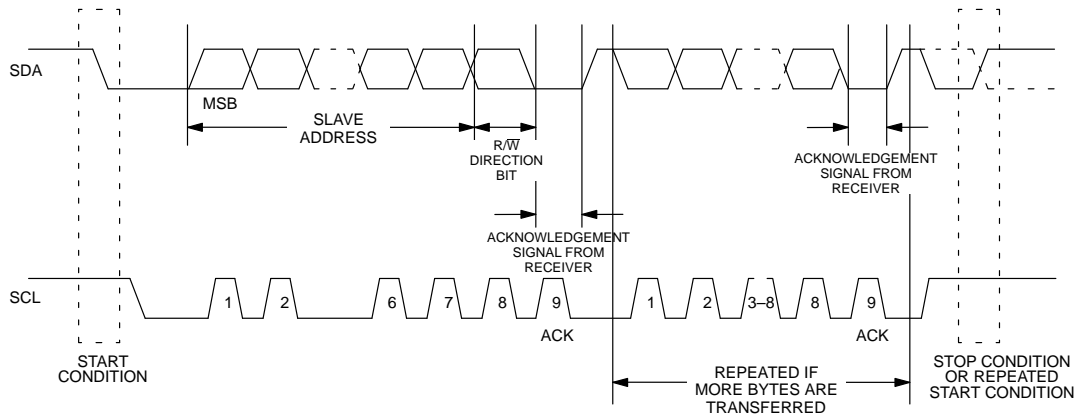 SDA
MSB
SLAVE
ADDRESS
R/W̅
DIRECTION
BIT
ACKNOWLEDGEMENT
SIGNAL FROM
RECEIVER
ACKNOWLEDGEMENT
SIGNAL FROM
RECEIVER
SCL
1 2 6 7 8 9 1 2 3–8 8 9
ACK ACK
START
CONDITION
REPEATED IF
MORE BYTES ARE
TRANSFERRED
STOP CONDITION
OR REPEATED
START CONDITION